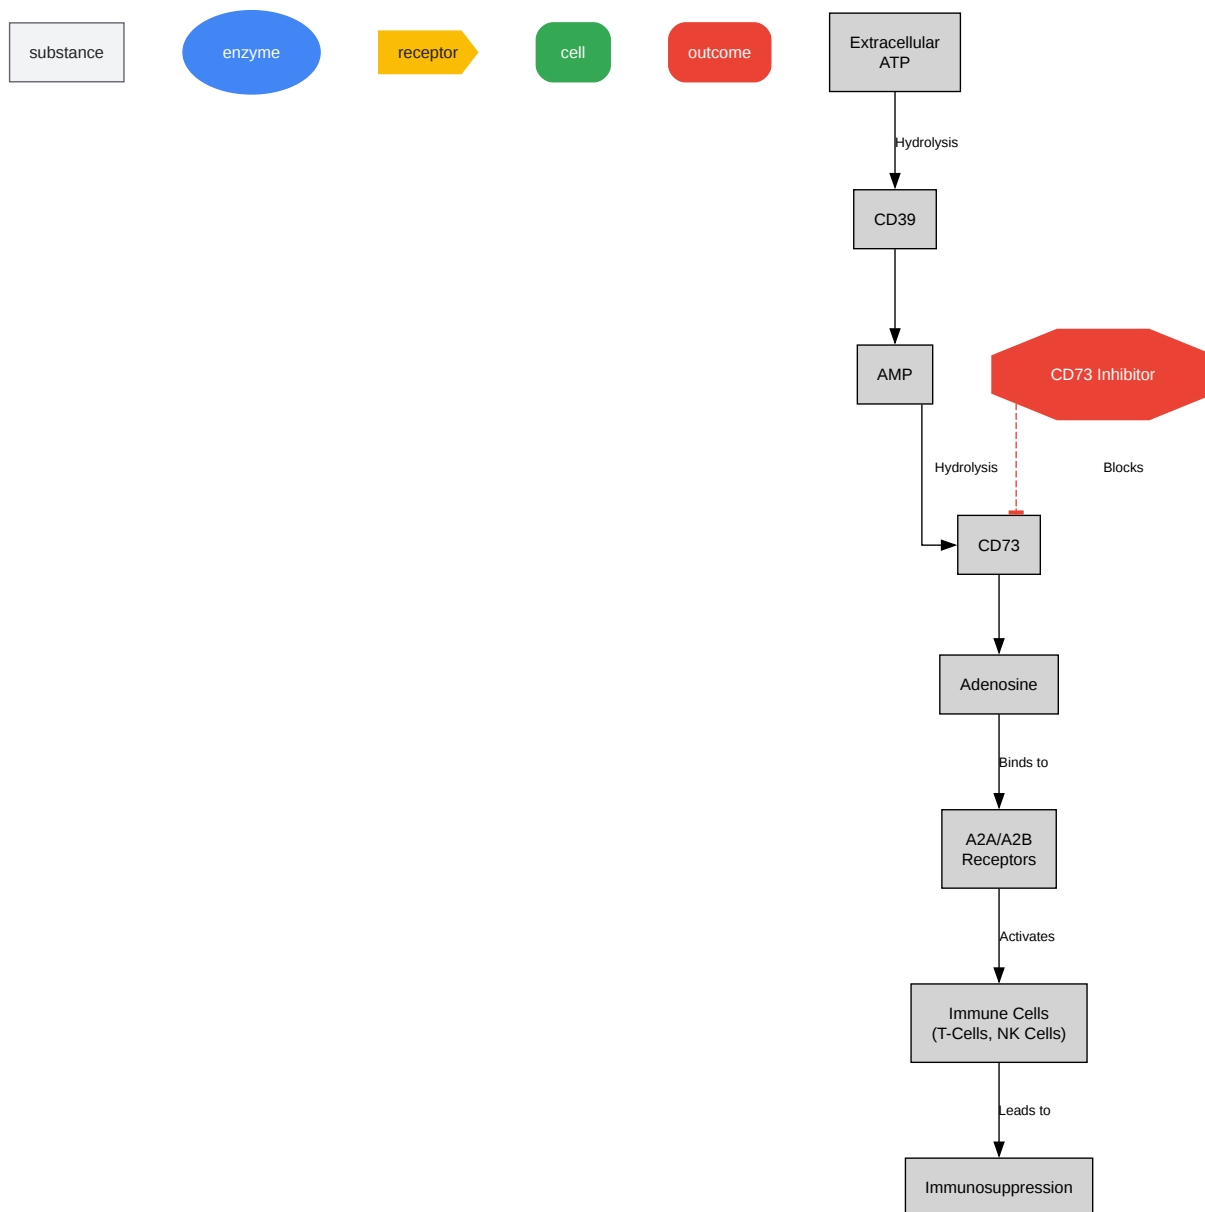 substance
enzyme
receptor
cell
outcome
Extracellular
ATP
Hydrolysis
CD39
AMP
CD73 Inhibitor
Hydrolysis
Blocks
CD73
Adenosine
Binds to
A2A/A2B
Receptors
Activates
Immune Cells
(T-Cells, NK Cells)
Leads to
Immunosuppression